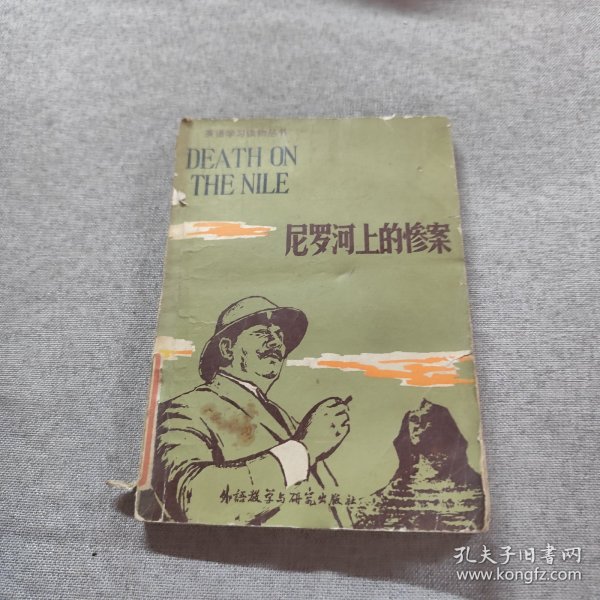 英语学习读物丛书
DEATH ON
THE NILE
尼罗河上的惨案
外语教学与研究出版社
孔夫子旧书网
www.kongfz.com